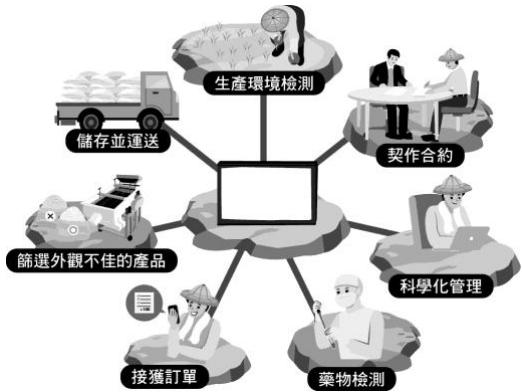 生產環境檢測
儲存並運送
契作合約
篩選外觀不佳的產品
科學化管理
接獲訂單
藥物檢測